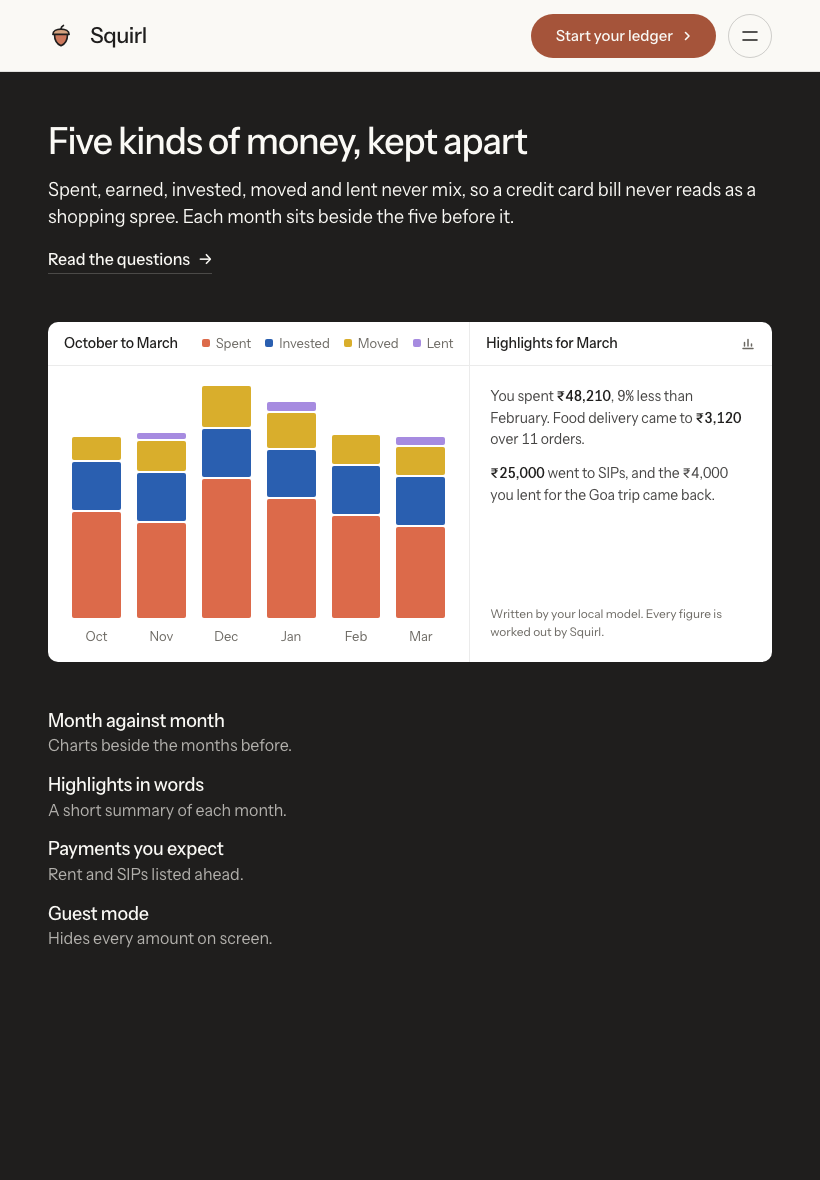 Squirl
Start your ledger
Five kinds of money, kept apart
Spent, earned, invested, moved and lent never mix, so a credit card bill never reads as a
shopping spree. Each month sits beside the five before it.
Read the questions →
October to March
Spent
Invested
Moved
Lent
Oct
Nov
Dec
Jan
Feb
Mar
Highlights for March
You spent ₹48,210, 9% less than
February. Food delivery came to ₹3,120
over 11 orders.
₹25,000 went to SIPs, and the ₹4,000
you lent for the Goa trip came back.
Written by your local model. Every figure is
worked out by Squirl.
Month against month
Charts beside the months before.
Highlights in words
A short summary of each month.
Payments you expect
Rent and SIPs listed ahead.
Guest mode
Hides every amount on screen.